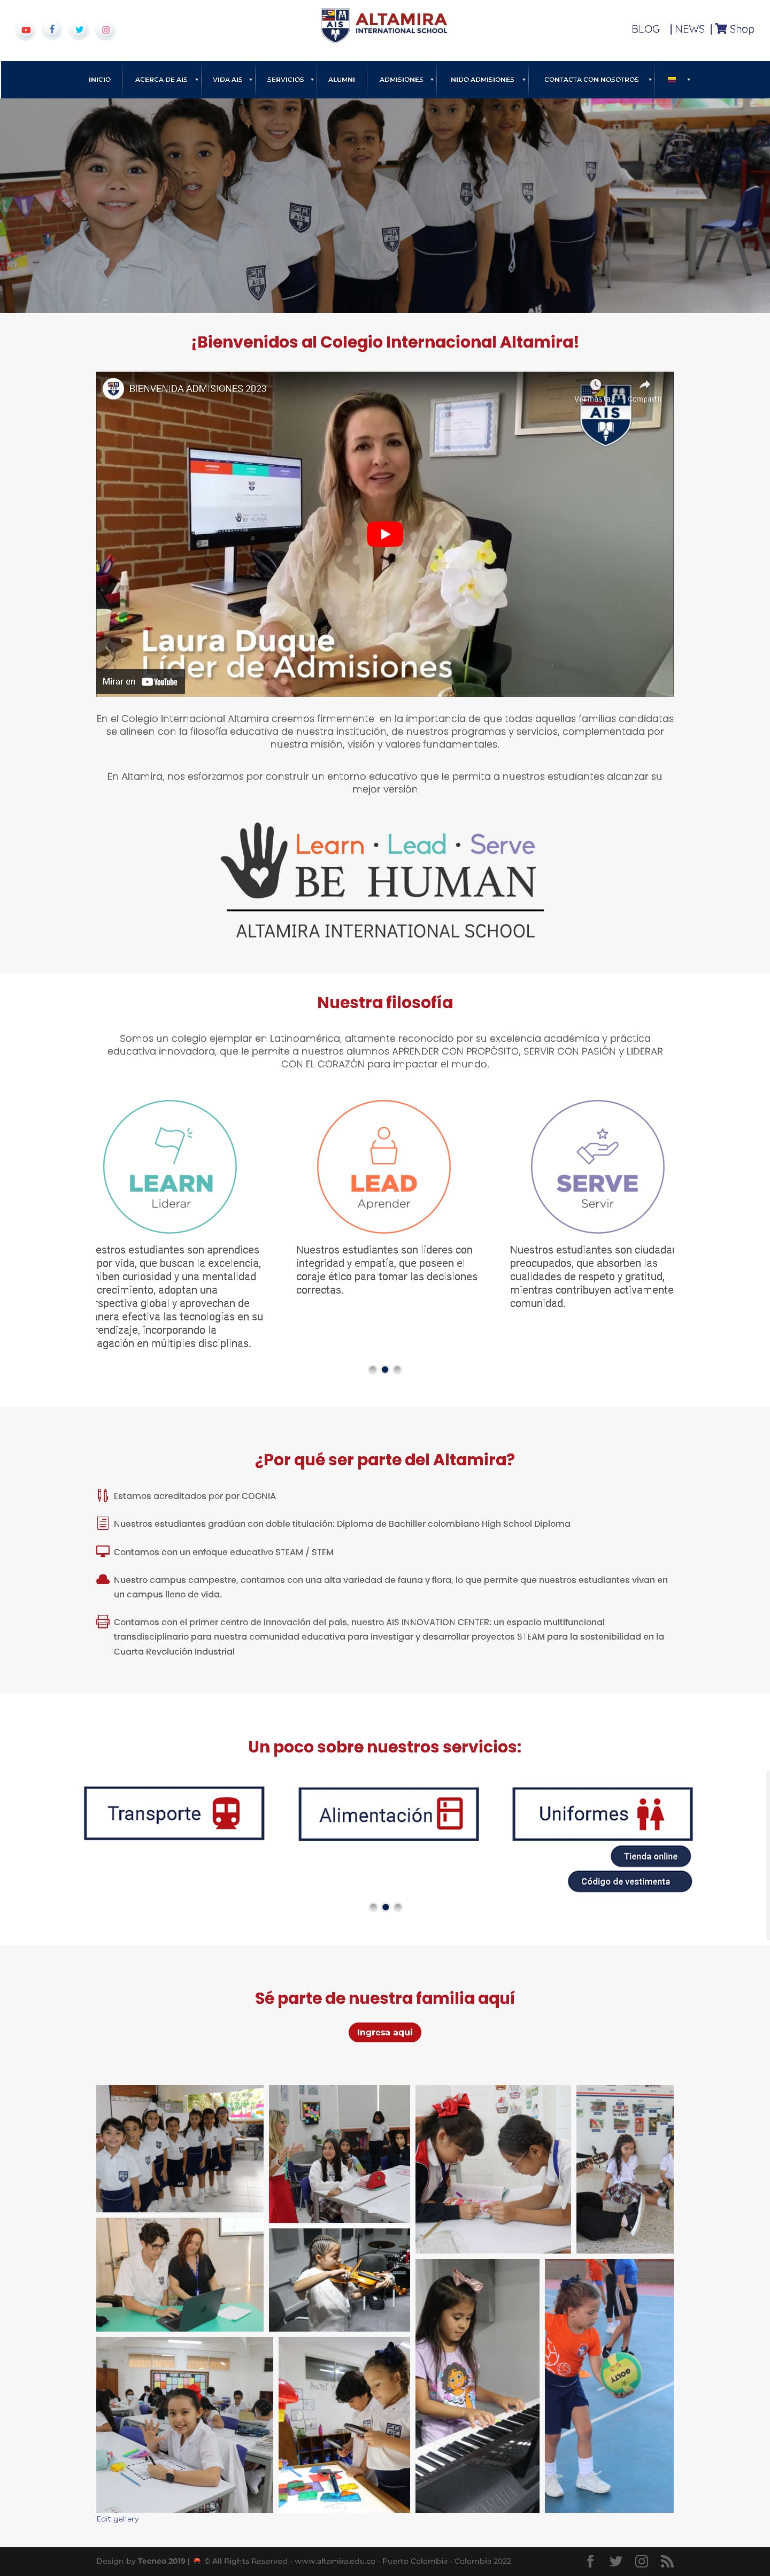 AIS
ALTAMIRA
INTERNATIONAL SCHOOL
BLOG | NEWS | Shop
INICIO ACERCA DE AIS VIDA AIS SERVICIOS ALUMNI ADMISIONES NIDO ADMISIONES CONTACTA CON NOSOTROS
¡Bienvenidos al Colegio Internacional Altamira!
BIENVENIDA ADMISIONES 2023
Compartir
AIS
BE HUMAN
Laura Duque
Líder de Admisiones
Mirar en YouTube
En el Colegio Internacional Altamira creemos firmemente en la importancia de que todas aquellas familias candidatas
se alineen con la filosofía educativa de nuestra institución, de nuestros programas y servicios, complementada por
nuestra misión, visión y valores fundamentales.
En Altamira, nos esforzamos por construir un entorno educativo que le permita a nuestros estudiantes alcanzar su
mejor versión
Learn · Lead · Serve
BE HUMAN
ALTAMIRA INTERNATIONAL SCHOOL
Nuestra filosofía
Somos un colegio ejemplar en Latinoamérica, altamente reconocido por su excelencia académica y práctica
educativa innovadora, que le permite a nuestros alumnos APRENDER CON PROPÓSITO, SERVIR CON PASIÓN y LIDERAR
CON EL CORAZÓN para impactar el mundo.
LEARN
Liderar
estros estudiantes son aprendices
por vida, que buscan la excelencia,
niben curiosidad y una mentalidad
crecimiento, adoptan una
rspectiva global y aprovechan de
anera efectiva las tecnologías en su
rendizaje, incorporando la
agación en múltiples disciplinas.
LEAD
Aprender
Nuestros estudiantes son líderes con
integridad y empatía, que poseen el
coraje ético para tomar las decisiones
correctas.
SERVE
Servir
Nuestros estudiantes son ciudadan
preocupados, que absorben las
cualidades de respeto y gratitud,
mientras contribuyen activamente
comunidad.
¿Por qué ser parte del Altamira?
Estamos acreditados por por COGNIA
Nuestros estudiantes gradúan con doble titulación: Diploma de Bachiller colombiano High School Diploma
Contamos con un enfoque educativo STEAM / STEM
Nuestro campus campestre, contamos con una alta variedad de fauna y flora, lo que permite que nuestros estudiantes vivan en
un campus lleno de vida.
Contamos con el primer centro de innovación del país, nuestro AIS INNOVATION CENTER: un espacio multifuncional
transdisciplinario para nuestra comunidad educativa para investigar y desarrollar proyectos STEAM para la sostenibilidad en la
Cuarta Revolución Industrial
Un poco sobre nuestros servicios:
Transporte
Alimentación
Uniformes
Tienda online
Código de vestimenta
Sé parte de nuestra familia aquí
Ingresa aqui
GOLTY
Edit gallery
Design by Tecneo 2019 | © All Rights Reserved - www.altamira.edu.co - Puerto Colombia - Colombia 2022